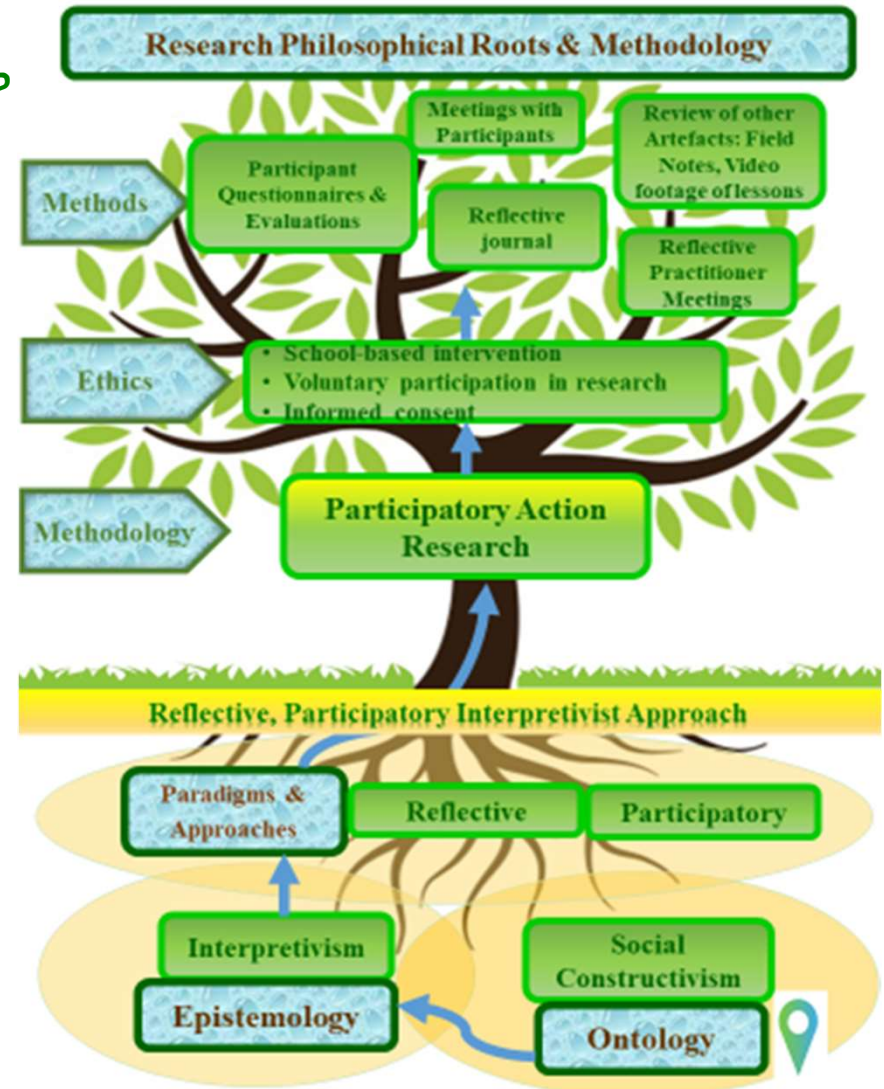 Research Philosophical Roots & Methodology
Meetings with
Participants
Review of other
Artefacts: Field
Notes, Video
footage of lessons
Methods
Participant
Questionnaires &
Evaluations
Reflective
journal
Reflective
Practitioner
Meetings
Ethics
• School-based intervention
• Voluntary participation in research
• Informed consent
Methodology
Participatory Action
Research
Reflective, Participatory Interpretivist Approach
Paradigms &
Approaches
Reflective
Participatory
Interpretivism
Epistemology
Social
Constructivism
Ontology